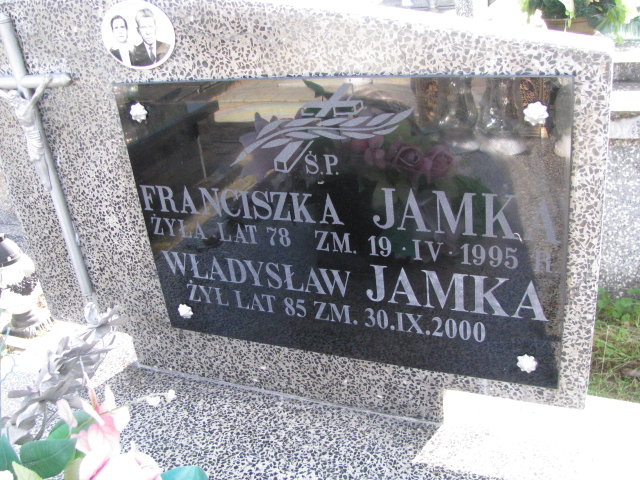 Ś.P.
FRANCISZKA JAMKA
ŻYŁA LAT 78 ZM. 19·IV·1995 R
WŁADYSŁAW JAMKA
ŻYŁ LAT 85 ZM. 30.IX.2000